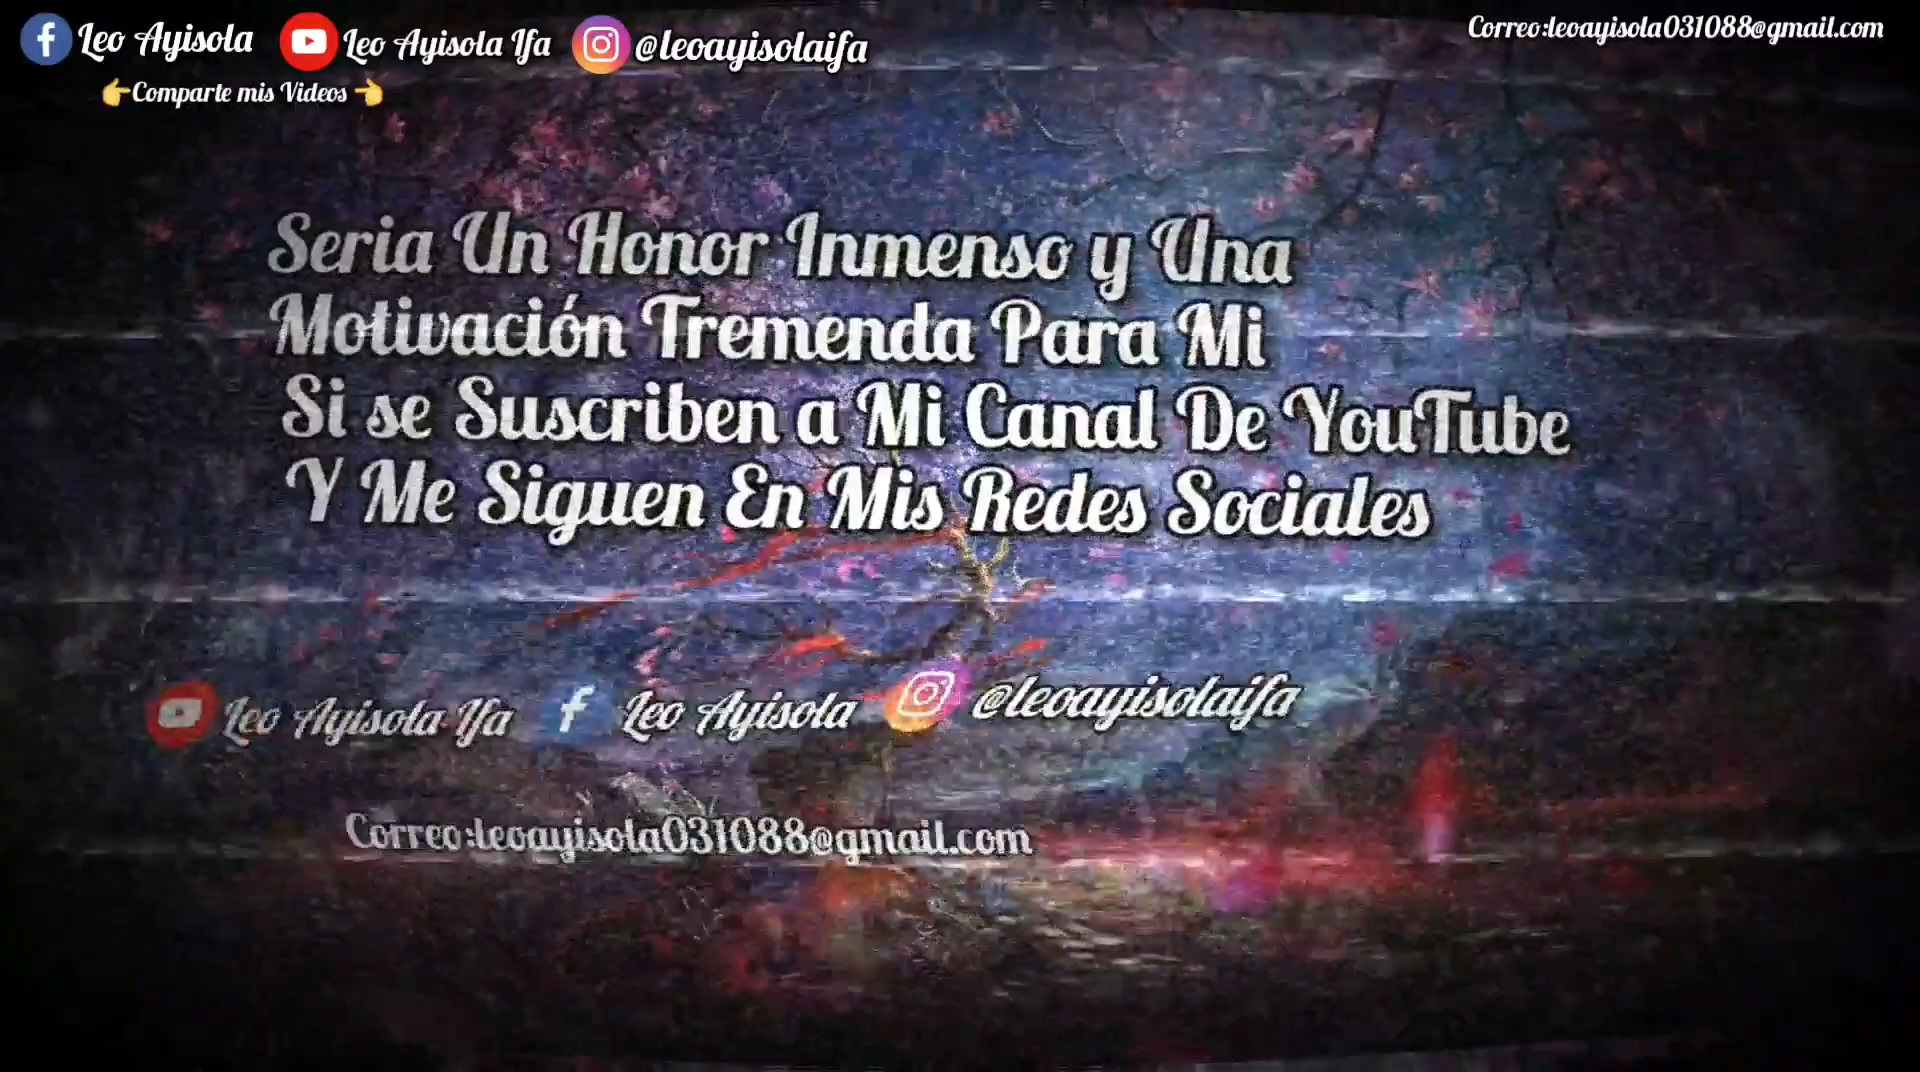 Leo Ayisola Leo Ayisola Ifa @leoayisolaifa
Correo:leoayisola031088@gmail.com
Comparte mis Videos
Seria Un Honor Inmenso y Una
Motivación Tremenda Para Mi
Si se Suscriben a Mi Canal De YouTube
Y Me Siguen En Mis Redes Sociales
Leo Ayisola Ifa Leo Ayisola @leoayisolaifa
Correo:leoayisola031088@gmail.com